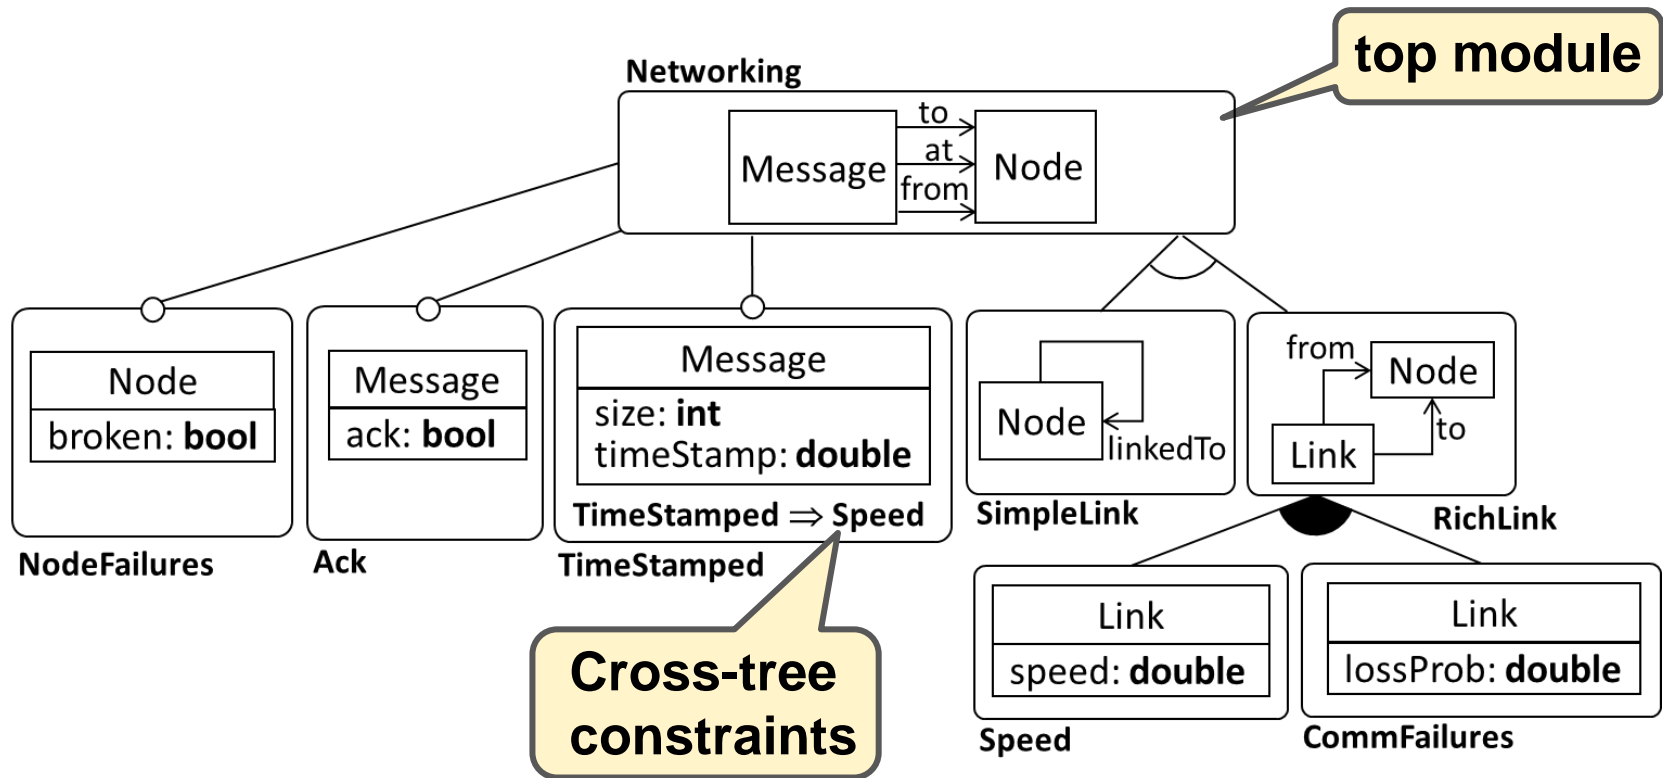 top module
Networking
Message
to
at
from
Node
Node
broken: bool
NodeFailures
Message
ack: bool
Ack
Message
size: int
timeStamp: double
TimeStamped ⇒ Speed
TimeStamped
Cross-tree
constraints
Node
linkedTo
SimpleLink
from
Node
Link
to
RichLink
Link
speed: double
Speed
Link
lossProb: double
CommFailures